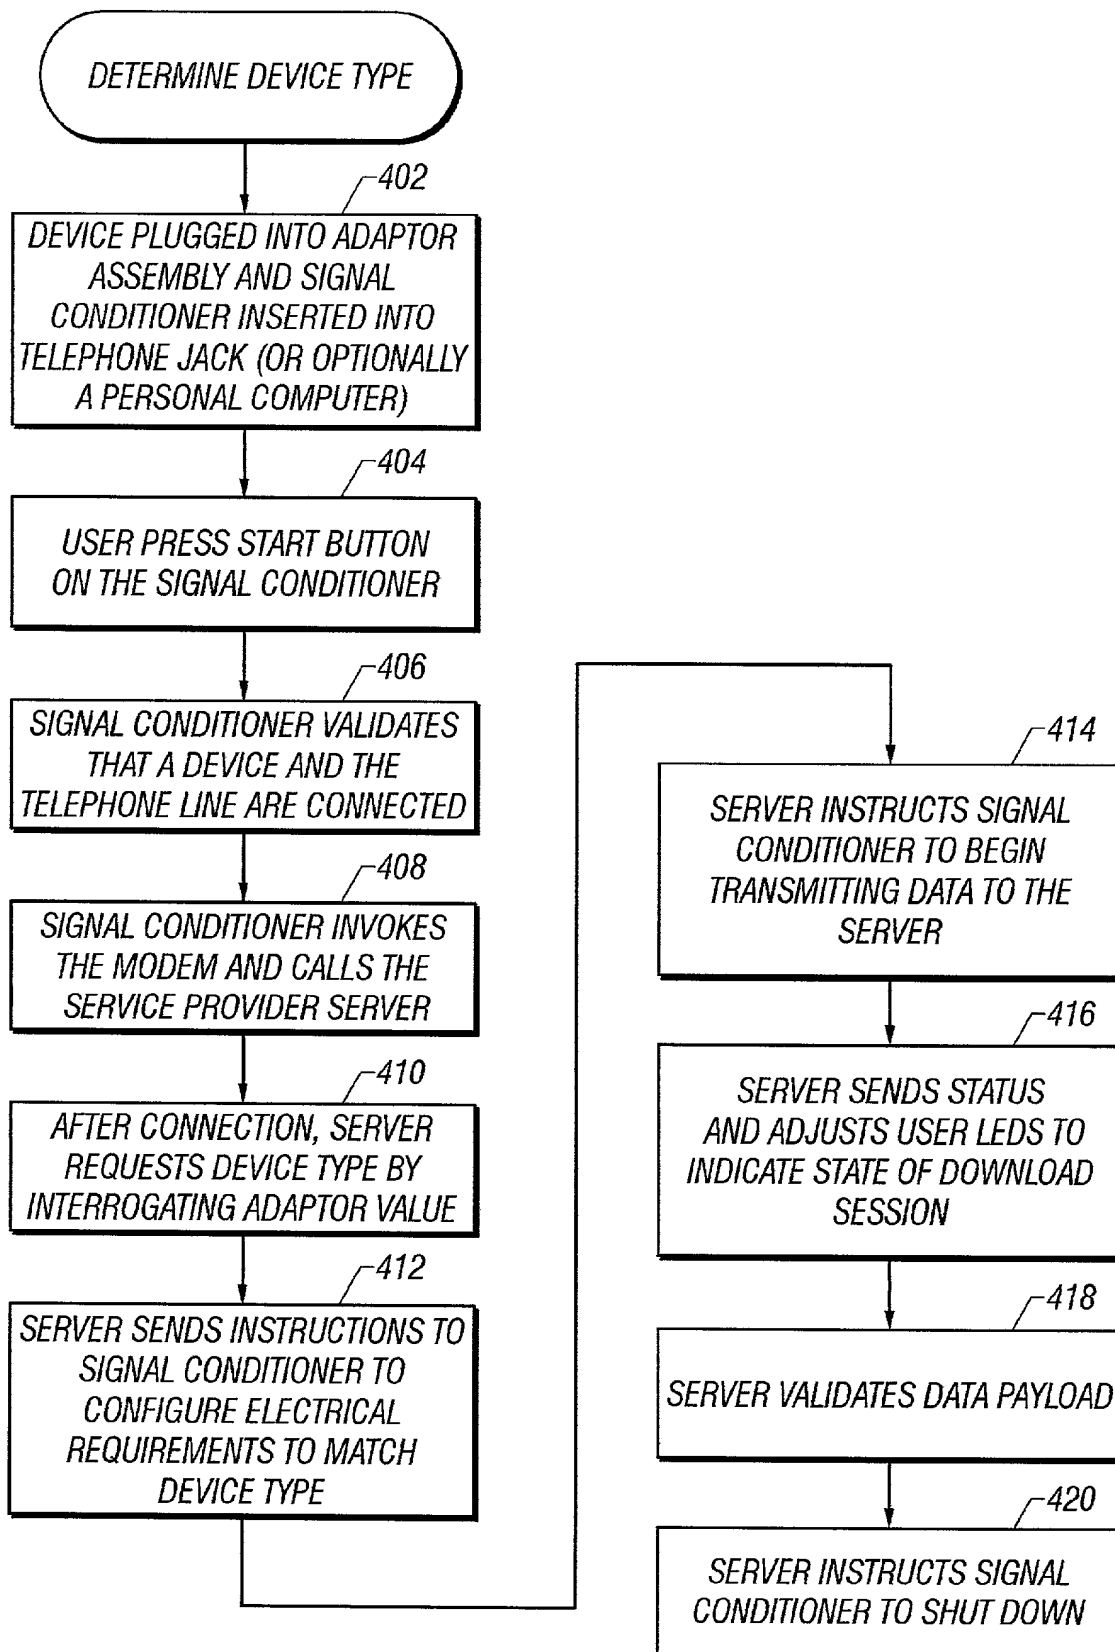 DETERMINE DEVICE TYPE
402
DEVICE PLUGGED INTO ADAPTOR
ASSEMBLY AND SIGNAL
CONDITIONER INSERTED INTO
TELEPHONE JACK (OR OPTIONALLY
A PERSONAL COMPUTER)
404
USER PRESS START BUTTON
ON THE SIGNAL CONDITIONER
406
SIGNAL CONDITIONER VALIDATES
THAT A DEVICE AND THE
TELEPHONE LINE ARE CONNECTED
408
SIGNAL CONDITIONER INVOKES
THE MODEM AND CALLS THE
SERVICE PROVIDER SERVER
410
AFTER CONNECTION, SERVER
REQUESTS DEVICE TYPE BY
INTERROGATING ADAPTOR VALUE
412
SERVER SENDS INSTRUCTIONS TO
SIGNAL CONDITIONER TO
CONFIGURE ELECTRICAL
REQUIREMENTS TO MATCH
DEVICE TYPE
414
SERVER INSTRUCTS SIGNAL
CONDITIONER TO BEGIN
TRANSMITTING DATA TO THE
SERVER
416
SERVER SENDS STATUS
AND ADJUSTS USER LEDS TO
INDICATE STATE OF DOWNLOAD
SESSION
418
SERVER VALIDATES DATA PAYLOAD
420
SERVER INSTRUCTS SIGNAL
CONDITIONER TO SHUT DOWN